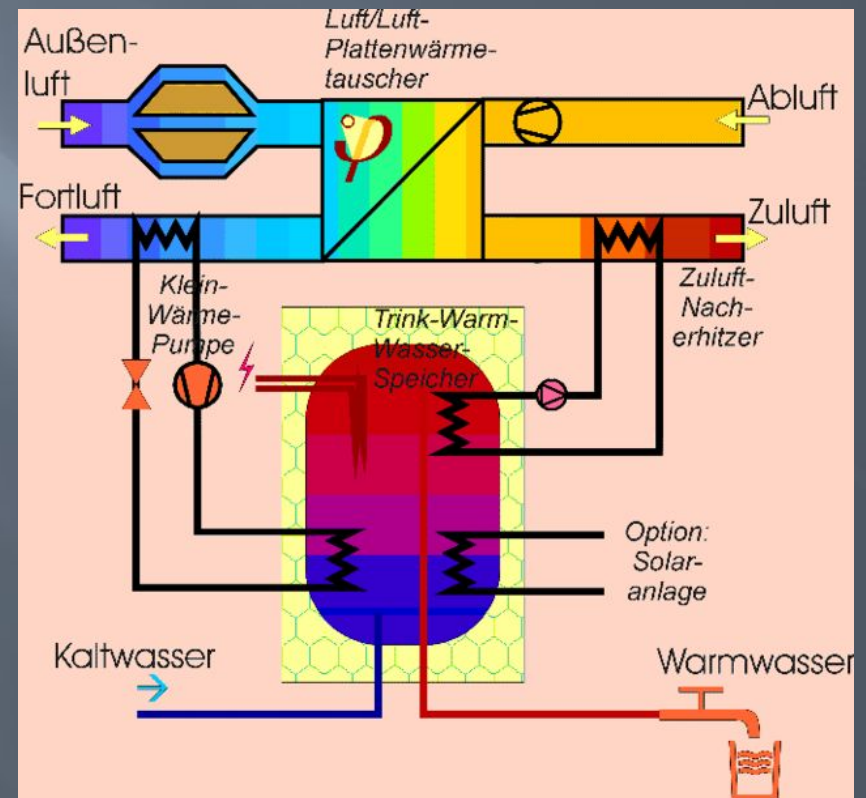 Luft/Luft-
Plattenwärme-
tauscher
Außen-
luft
Abluft
Fortluft
Zuluft
Klein-
Wärme-
Pumpe
Trink-Warm-
Wasser-
Speicher
Zuluft-
Nach-
erhitzer
Option:
Solar-
anlage
Kaltwasser
Warmwasser